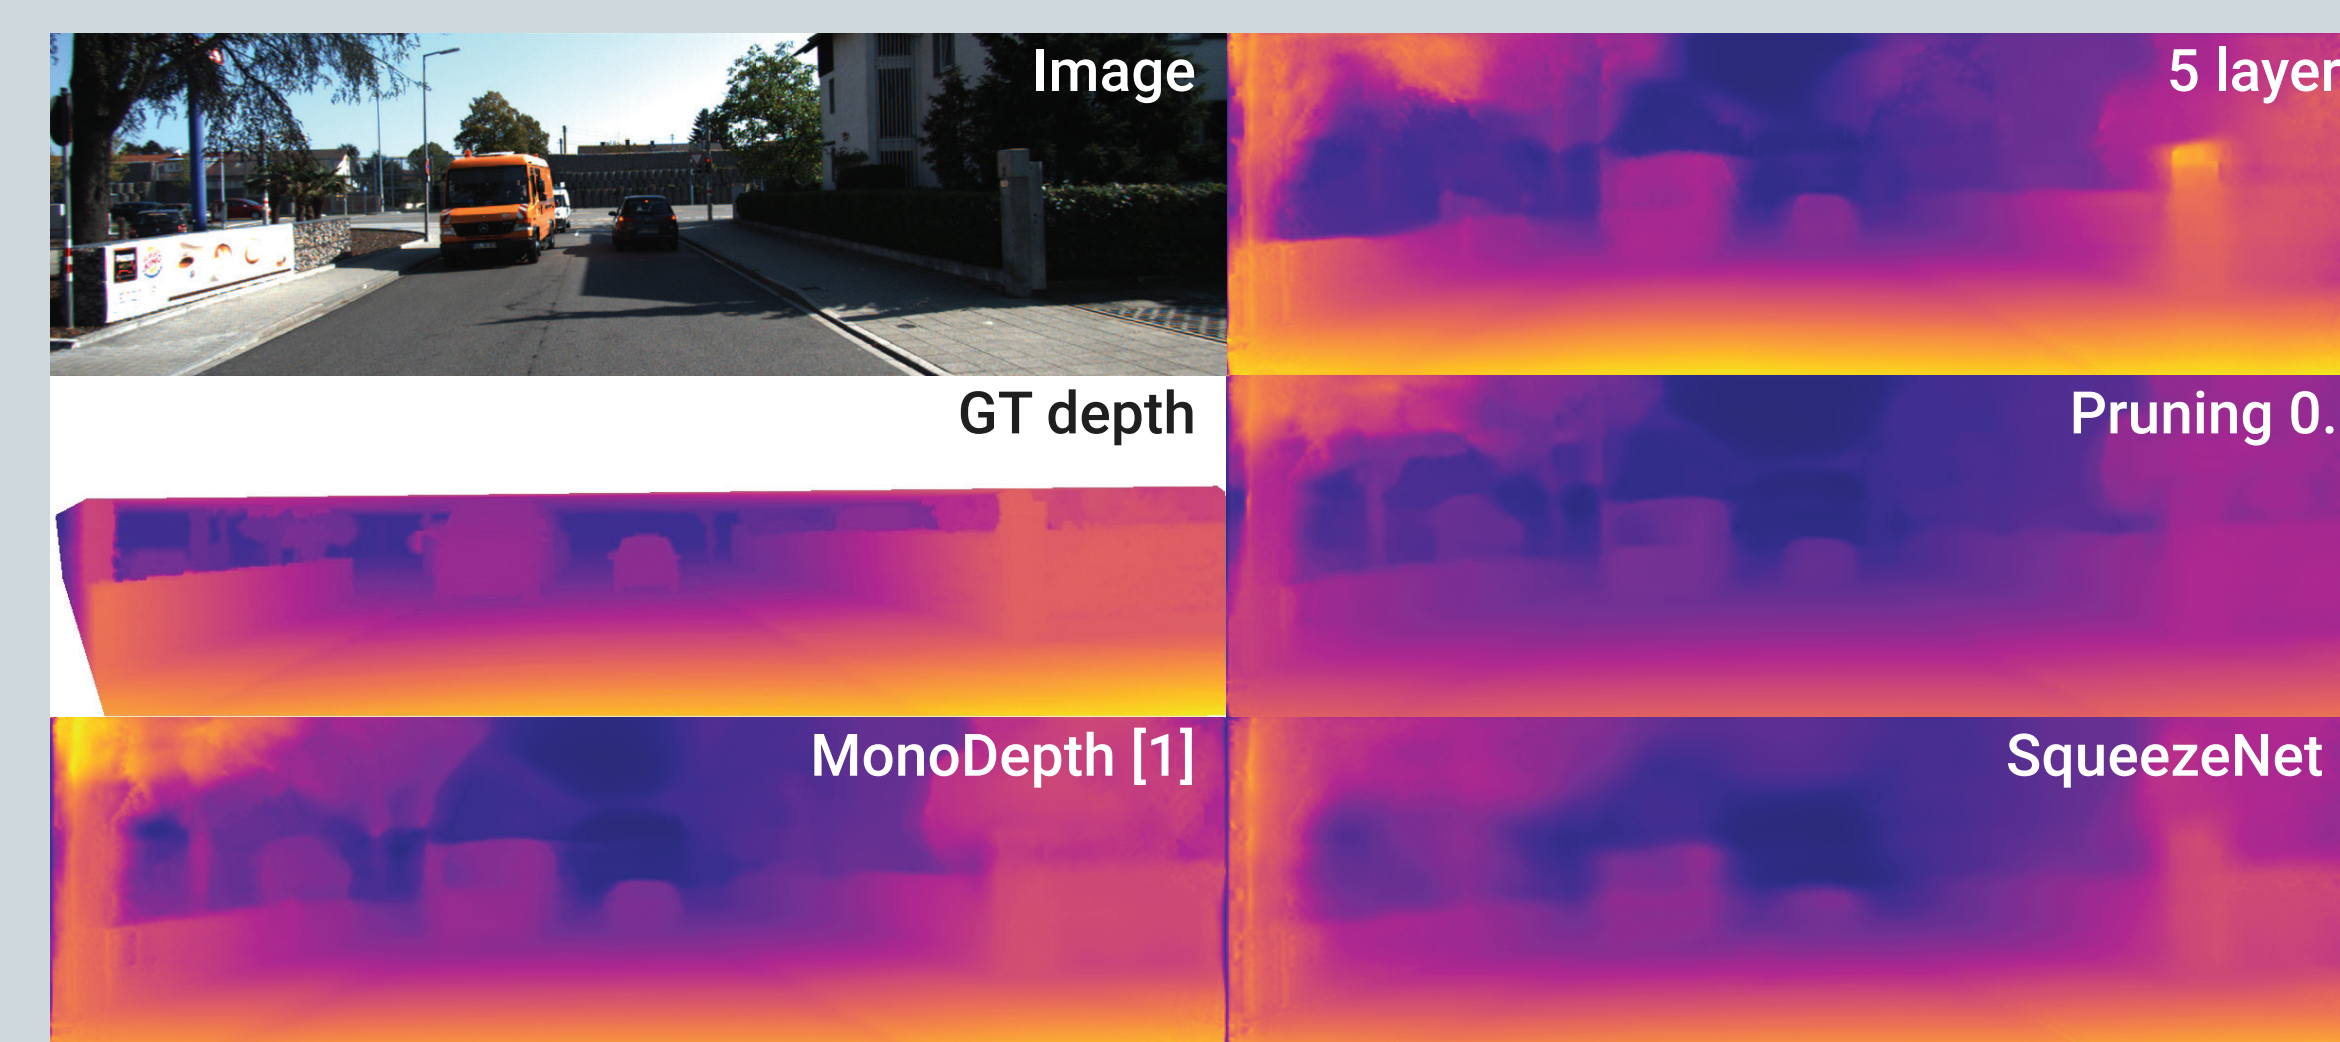 Image
5 layer
GT depth
Pruning 0.
MonoDepth [1]
SqueezeNet